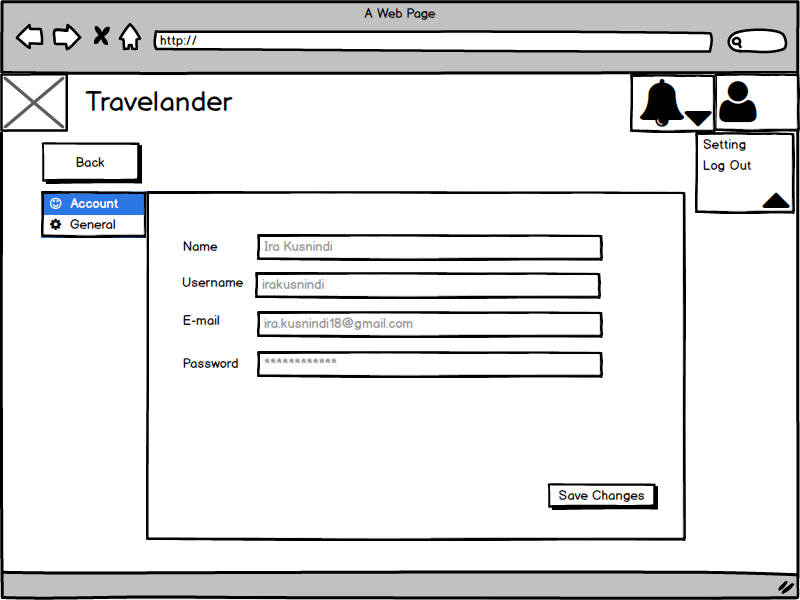 A Web Page
http://
Travelander
Setting
Log Out
Back
Account
General
Name
Ira Kusnindi
Username
irakusnindi
E-mail
ira.kusnindi18@gmail.com
Password
************
Save Changes